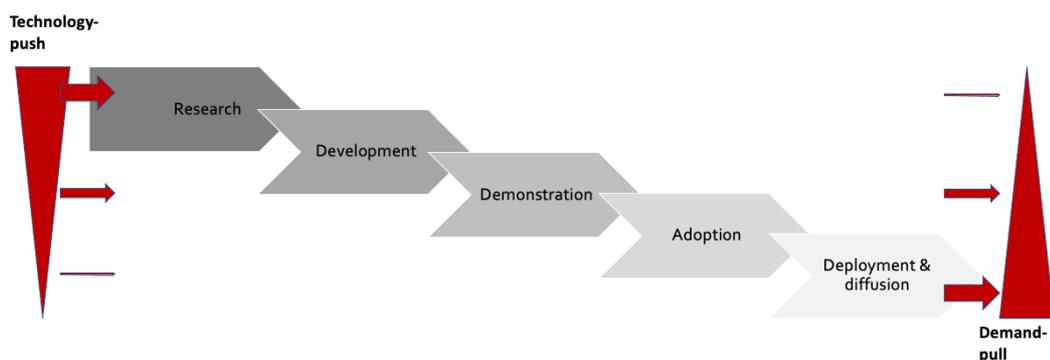 Technology-
push
Research
Development
Demonstration
Adoption
Deployment &
diffusion
Demand-
pull